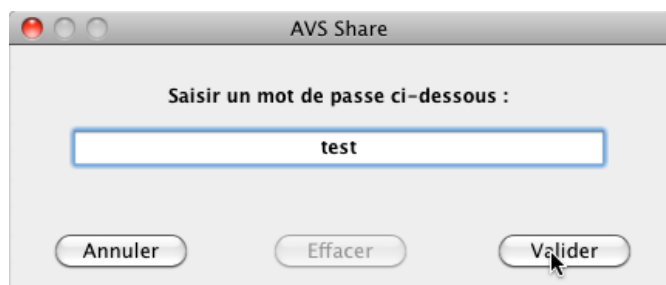 AVS Share
Saisir un mot de passe ci-dessous :
test
Annuler Effacer Valider